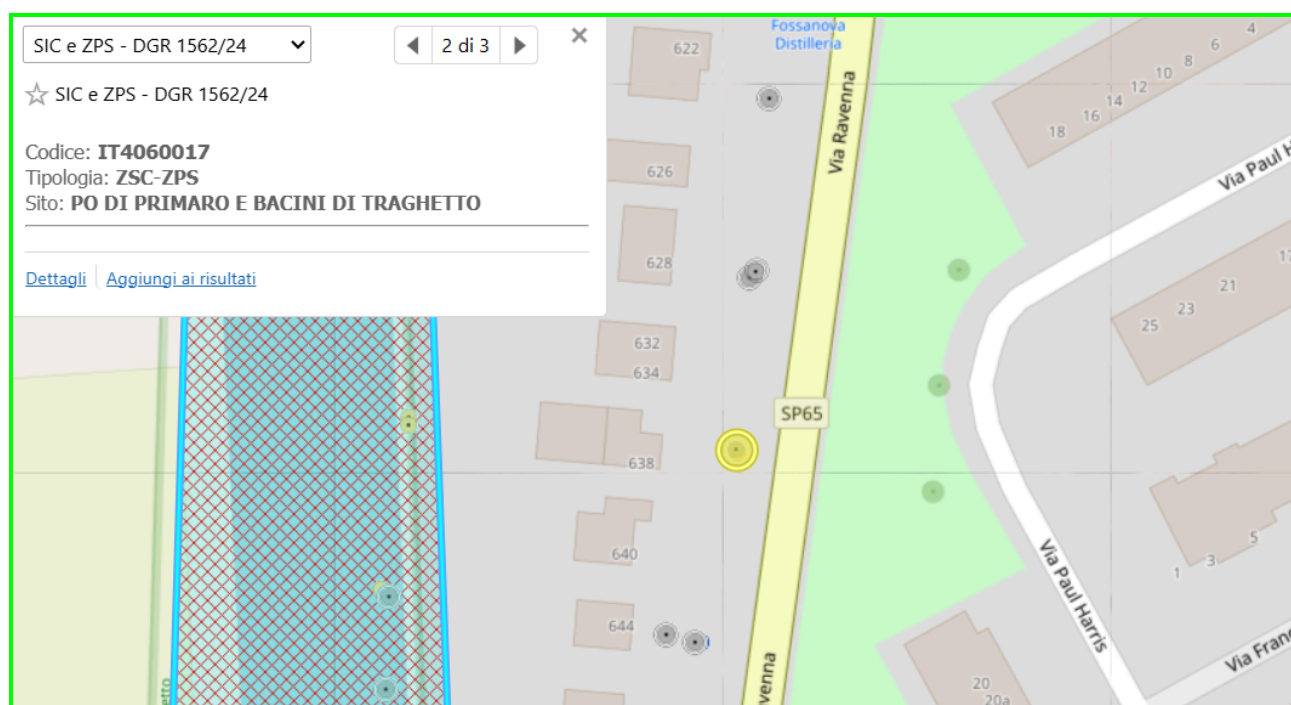 SIC e ZPS - DGR 1562/24
2 di 3
SIC e ZPS - DGR 1562/24
Codice: IT4060017
Tipologia: ZSC-ZPS
Sito: PO DI PRIMARO E BACINI DI TRAGHETTO
Dettagli
Aggiungi ai risultati
Fossanova
Distilleria
622
626
628
632
634
638
640
644
Via Ravenna
SP65
venna
4
6
8
10
12
14
16
18
Via Paul H
17
21
23
25
5
3
1
Via Paul Harris
Via Fran
20
20a
etto